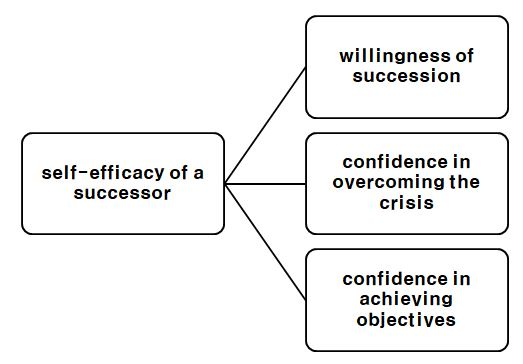 willingness of
succession
self-efficacy of a
successor
confidence in
overcoming the
crisis
confidence in
achieving
objectives